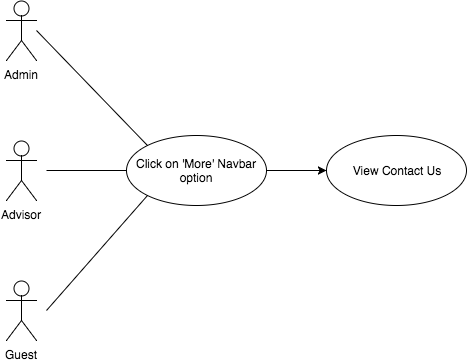 Admin
Click on 'More' Navbar
option
View Contact Us
Advisor
Guest